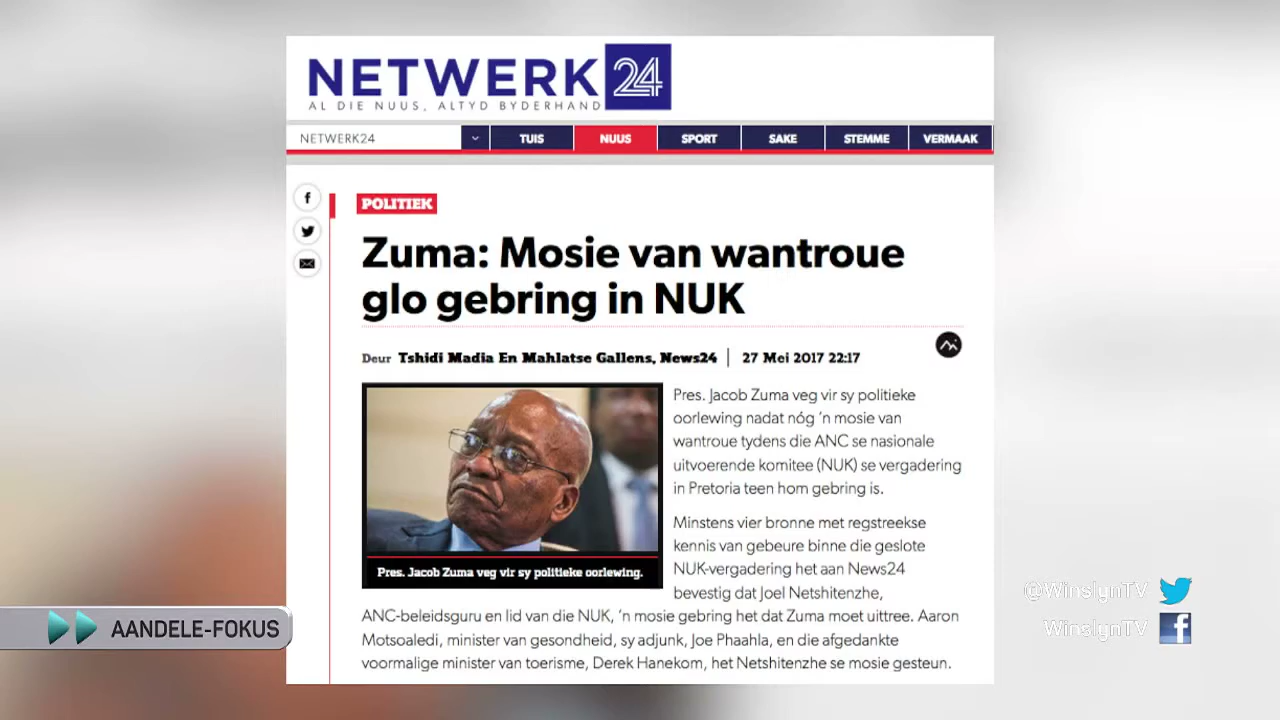 NETWERK24
AL DIE NUUS, ALTYD BYDERHAND
NETWERK24 TUIS NUUS SPORT SAKE STEMME VERMAAK
POLITIEK
Zuma: Mosie van wantroue
glo gebring in NUK
Deur Tshidi Madia En Mahlatse Gallens, News24 | 27 Mei 2017 22:17
Pres. Jacob Zuma veg vir sy politieke oorlewing.
Pres. Jacob Zuma veg vir sy politieke
oorlewing nadat nóg ’n mosie van
wantroue tydens die ANC se nasionale
uitvoerende komitee (NUK) se vergadering
in Pretoria teen hom gebring is.
Minstens vier bronne met regstreekse
kennis van gebeure binne die geslote
NUK-vergadering het aan News24
bevestig dat Joel Netshitenzhe,
ANC-beleidsguru en lid van die NUK, ’n mosie gebring het dat Zuma moet uittree. Aaron
Motsoaledi, minister van gesondheid, sy adjunk, Joe Phaahla, en die afgedankte
voormalige minister van toerisme, Derek Hanekom, het Netshitenzhe se mosie gesteun.
AANDELE-FOKUS
@WinslynTV
WinslynTV